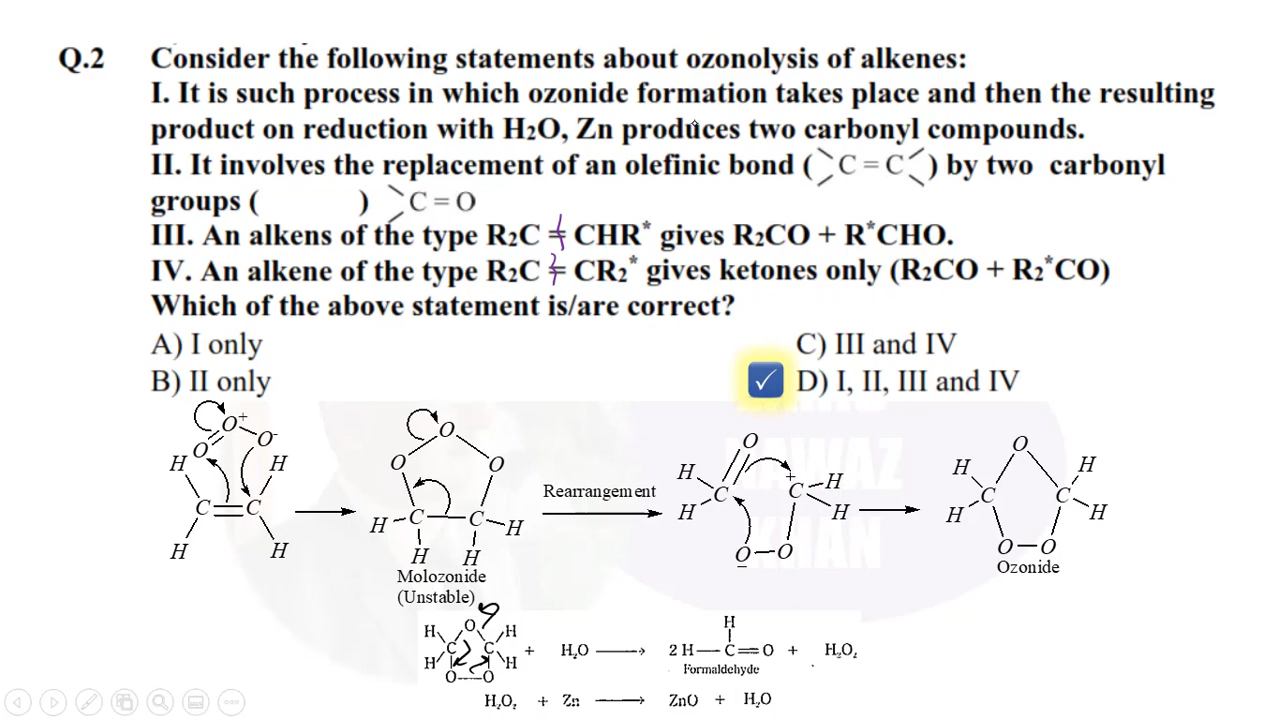 Q.2 Consider the following statements about ozonolysis of alkenes:
I. It is such process in which ozonide formation takes place and then the resulting
product on reduction with H2O, Zn produces two carbonyl compounds.
II. It involves the replacement of an olefinic bond ( >C = C< ) by two carbonyl
groups ( ) >C = O
III. An alkens of the type R2C = CHR* gives R2CO + R*CHO.
IV. An alkene of the type R2C = CR2* gives ketones only (R2CO + R2*CO)
Which of the above statement is/are correct?
A) I only C) III and IV
B) II only ✓ D) I, II, III and IV
NAWAZ
KHAN
O+
O O-
H H
C=C
H H
O
O O
H-C-C-H
H H
Molozonide
(Unstable)
Rearrangement
O
H C + C-H
H H
O-O
-
O
H H
C C
H H
O-O
Ozonide
H O H
C C
H H
O-O
+ H2O → 2 H-C=O + H2O2
H
Formaldehyde
H2O2 + Zn → ZnO + H2O